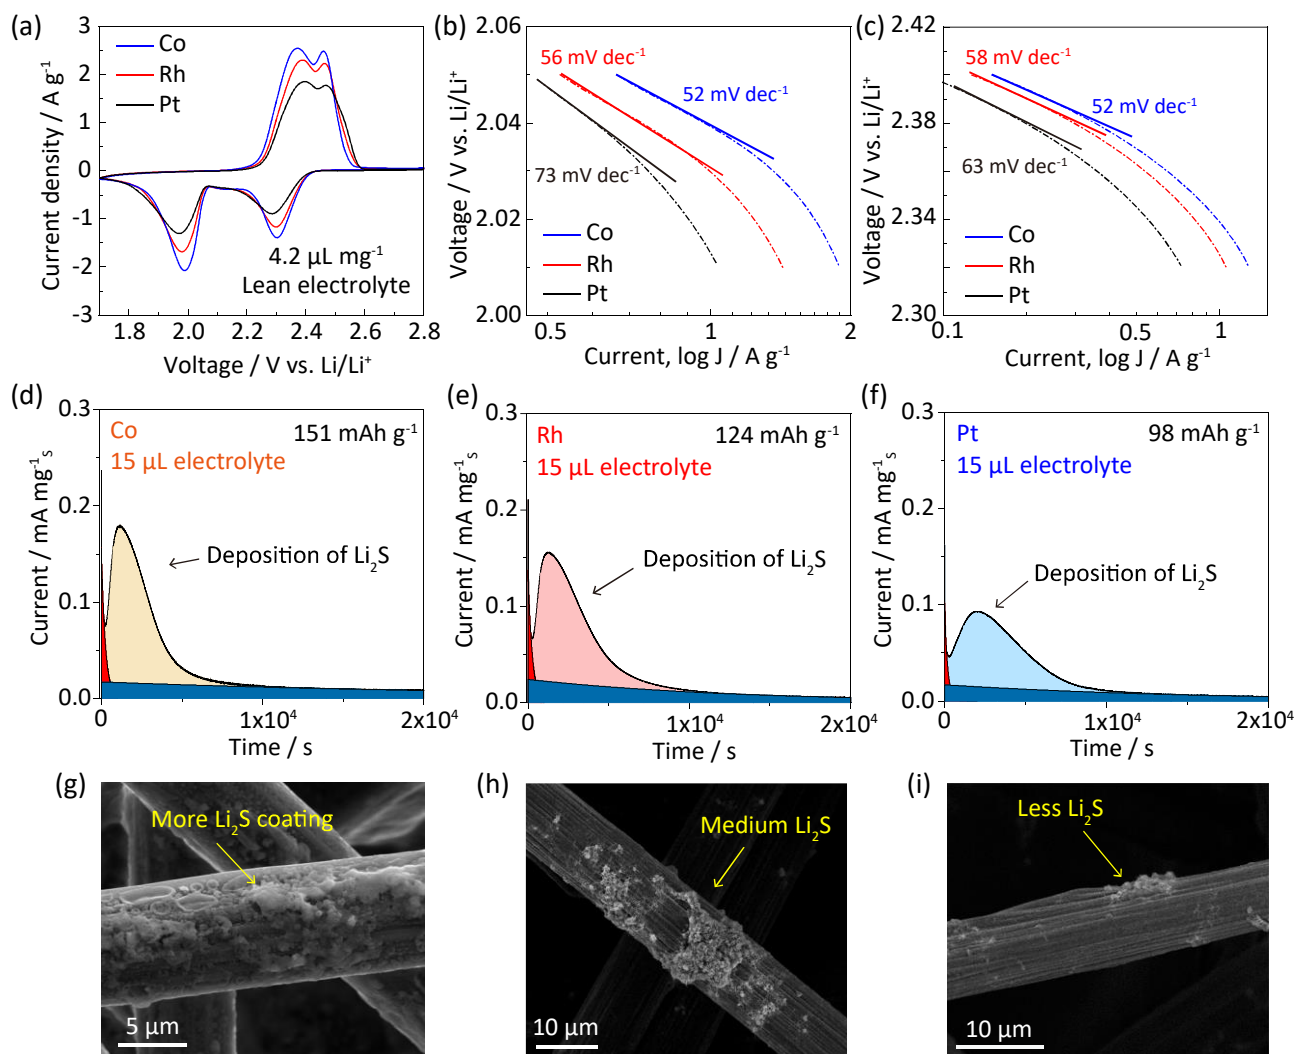 (a)
3
2
1
0
-1
-2
-3
Current density / A g⁻¹
Co
Rh
Pt
4.2 µL mg⁻¹
Lean electrolyte
1.8 2.0 2.2 2.4 2.6 2.8
Voltage / V vs. Li/Li⁺
(b)
2.06
2.04
2.02
2.00
Voltage / V vs. Li/Li⁺
56 mV dec⁻¹
52 mV dec⁻¹
73 mV dec⁻¹
Co
Rh
Pt
0.5 1 2
Current, log J / A g⁻¹
(c)
2.42
2.38
2.34
2.30
Voltage / V vs. Li/Li⁺
58 mV dec⁻¹
52 mV dec⁻¹
63 mV dec⁻¹
Co
Rh
Pt
0.1 0.5 1
Current, log J / A g⁻¹
(d)
0.3
0.2
0.1
0.0
Current / mA mg⁻¹ₛ
Co
151 mAh g⁻¹
15 µL electrolyte
Deposition of Li₂S
0 1x10⁴ 2x10⁴
Time / s
(e)
0.3
0.2
0.1
0.0
Current / mA mg⁻¹ₛ
Rh
124 mAh g⁻¹
15 µL electrolyte
Deposition of Li₂S
0 1x10⁴ 2x10⁴
Time / s
(f)
0.3
0.2
0.1
0.0
Current / mA mg⁻¹ₛ
Pt
98 mAh g⁻¹
15 µL electrolyte
Deposition of Li₂S
0 1x10⁴ 2x10⁴
Time / s
(g)
More Li₂S coating
5 µm
(h)
Medium Li₂S
10 µm
(i)
Less Li₂S
10 µm